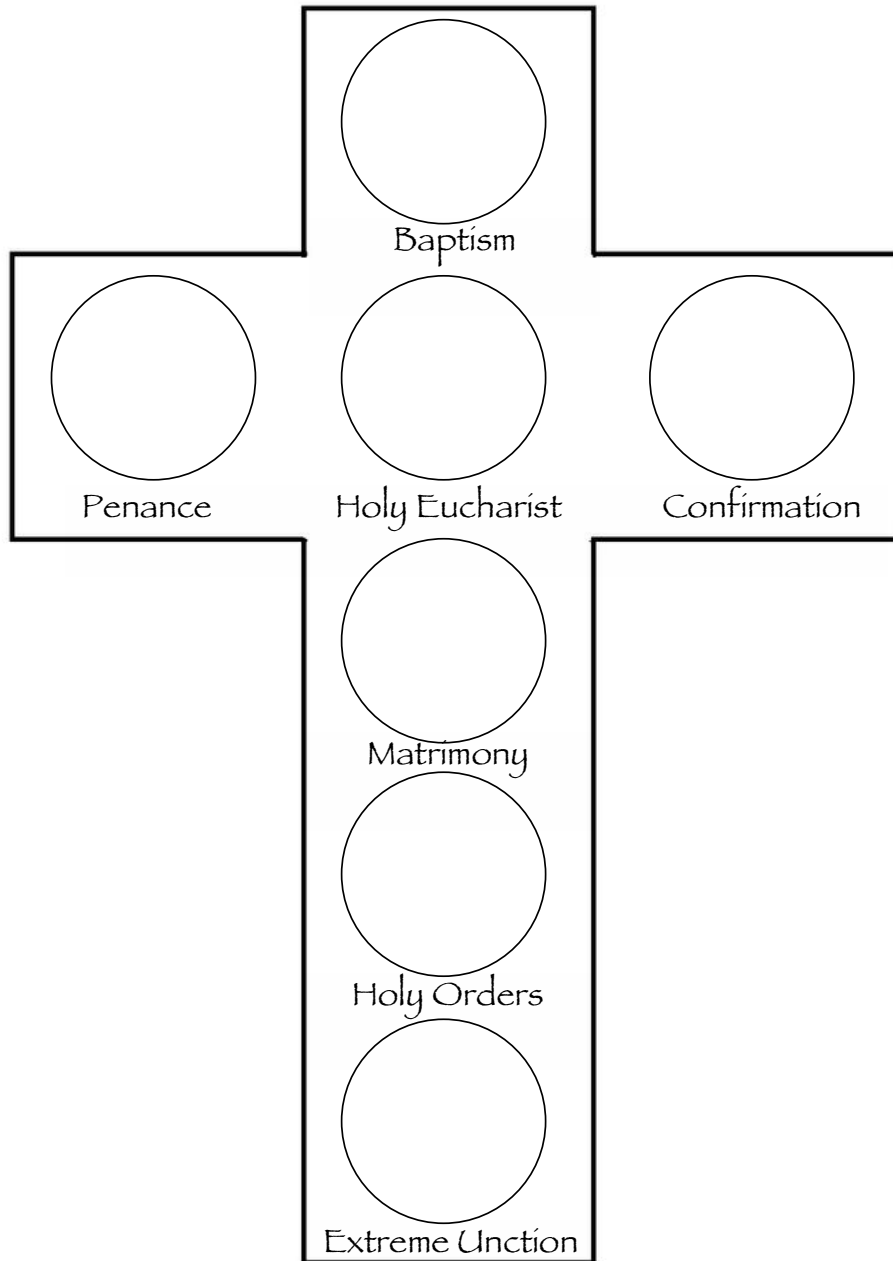 Baptism
Penance
Holy Eucharist
Confirmation
Matrimony
Holy Orders
Extreme Unction